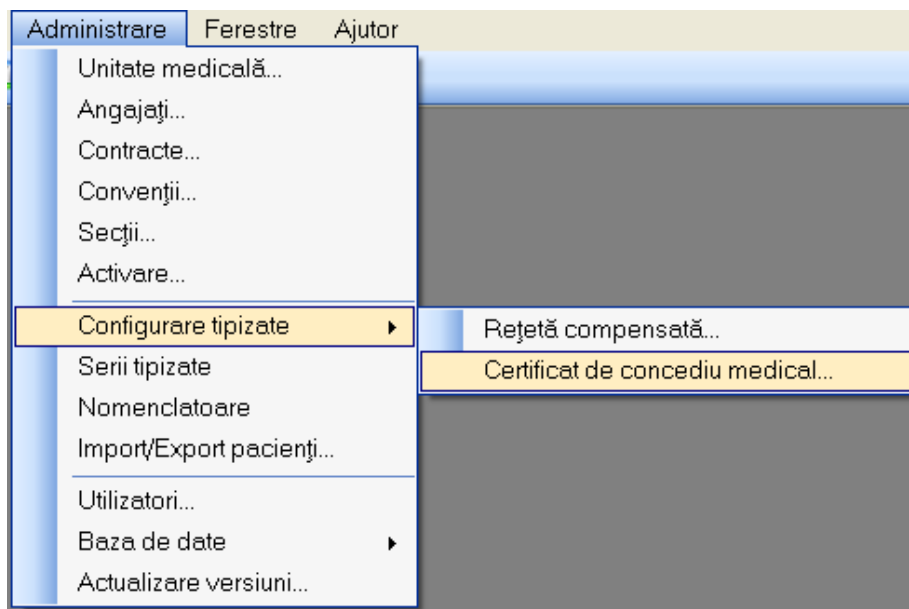 Administrare Ferestre Ajutor
Unitate medicală...
Angajaţi...
Contracte...
Convenţii...
Secţii...
Activare...
Configurare tipizate
Reţetă compensată...
Serii tipizate
Certificat de concediu medical...
Nomenclatoare
Import/Export pacienţi...
Utilizatori...
Baza de date
Actualizare versiuni...